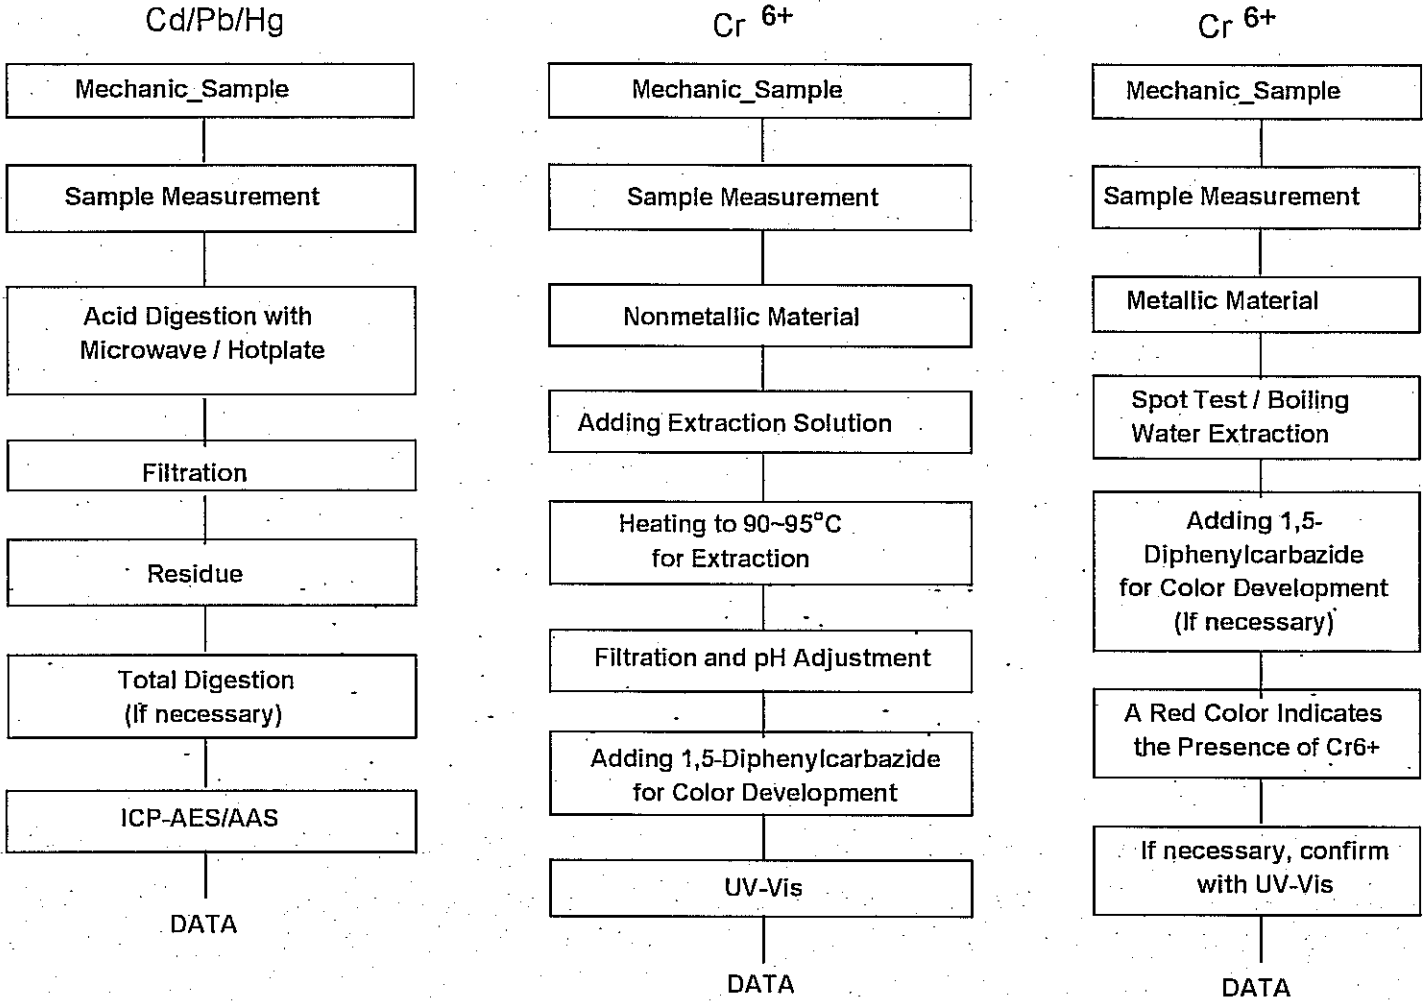 Cd/Pb/Hg
Mechanic_Sample
Sample Measurement
Acid Digestion with
Microwave / Hotplate
Filtration
Residue
Total Digestion
(If necessary)
ICP-AES/AAS
DATA
Cr 6+
Mechanic_Sample
Sample Measurement
Nonmetallic Material
Adding Extraction Solution
Heating to 90~95°C
for Extraction
Filtration and pH Adjustment
Adding 1,5-Diphenylcarbazide
for Color Development
UV-Vis
DATA
Cr 6+
Mechanic_Sample
Sample Measurement
Metallic Material
Spot Test / Boiling
Water Extraction
Adding 1,5-
Diphenylcarbazide
for Color Development
(If necessary)
A Red Color Indicates
the Presence of Cr6+
If necessary, confirm
with UV-Vis
DATA